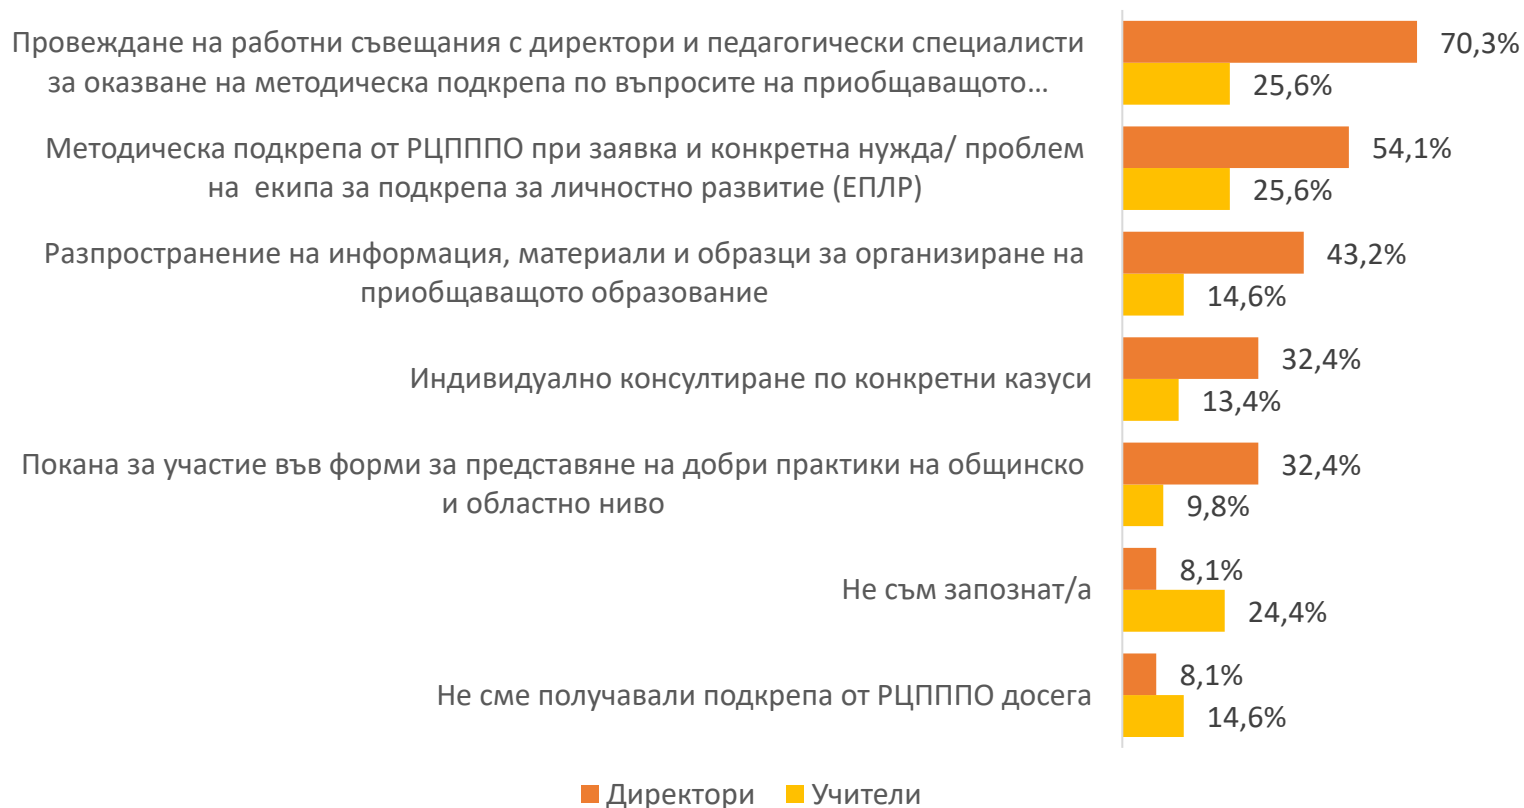 Провеждане на работни съвещания с директори и педагогически специалисти
за оказване на методическа подкрепа по въпросите на приобщаващото…
70,3%
25,6%
Методическа подкрепа от РЦПППО при заявка и конкретна нужда/ проблем
на екипа за подкрепа за личностно развитие (ЕПЛР)
54,1%
25,6%
Разпространение на информация, материали и образци за организиране на
приобщаващото образование
43,2%
14,6%
Индивидуално консултиране по конкретни казуси
32,4%
13,4%
Покана за участие във форми за представяне на добри практики на общинско
и областно ниво
32,4%
9,8%
Не съм запознат/а
8,1%
24,4%
Не сме получавали подкрепа от РЦПППО досега
8,1%
14,6%
Директори Учители